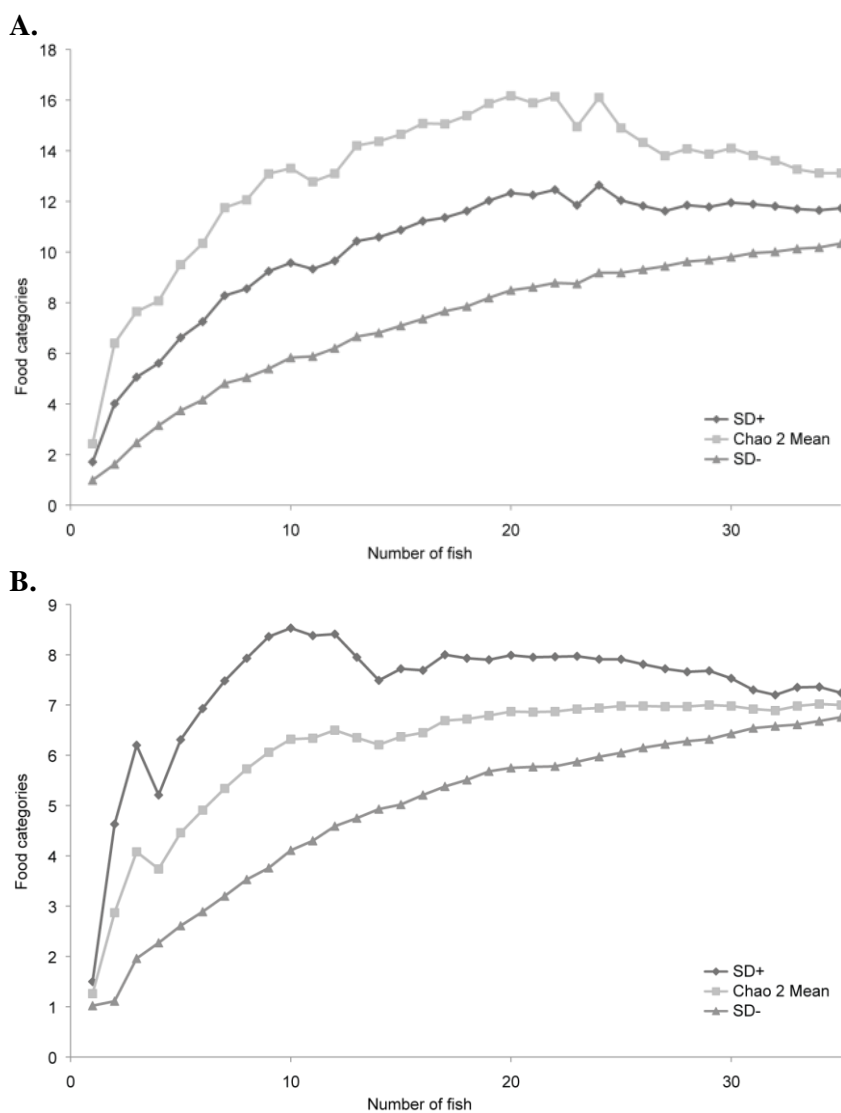 A.
18
16
14
12
10
8
6
4
2
0
Food categories
SD+
Chao 2 Mean
SD-
0 10 20 30
Number of fish
B.
9
8
7
6
5
4
3
2
1
0
Food categories
SD+
Chao 2 Mean
SD-
0 10 20 30
Number of fish